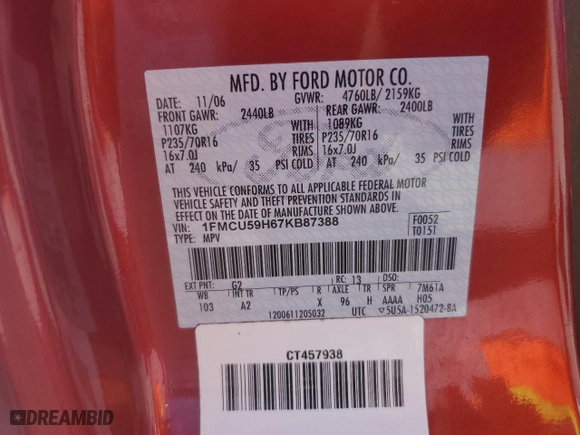 MFD. BY FORD MOTOR CO.
DATE: 11/06 GVWR: 4760LB/ 2159KG
FRONT GAWR: 2440LB REAR GAWR: 2400LB
1107KG WITH 1089KG WITH
P235/70R16 TIRES P235/70R16 TIRES
16x7.0J RIMS 16x7.0J RIMS
AT 240 kPa/ 35 PSI COLD AT 240 kPa/ 35 PSI COLD
THIS VEHICLE CONFORMS TO ALL APPLICABLE FEDERAL MOTOR
VEHICLE SAFETY AND THEFT PREVENTION STANDARDS IN
EFFECT ON THE DATE OF MANUFACTURE SHOWN ABOVE.
VIN: 1FMCU59H67KB87388 F0052
TYPE: MPV T0151
EXT PNT: G2 RC: 13 DSO:
WB INT TR TP/PS R AXLE TR SPR 7M61A
103 A2 X 96 H AAAA H05
1200611205032 UTC 5U5A-1520472-BA
CT457938
DREAMBID